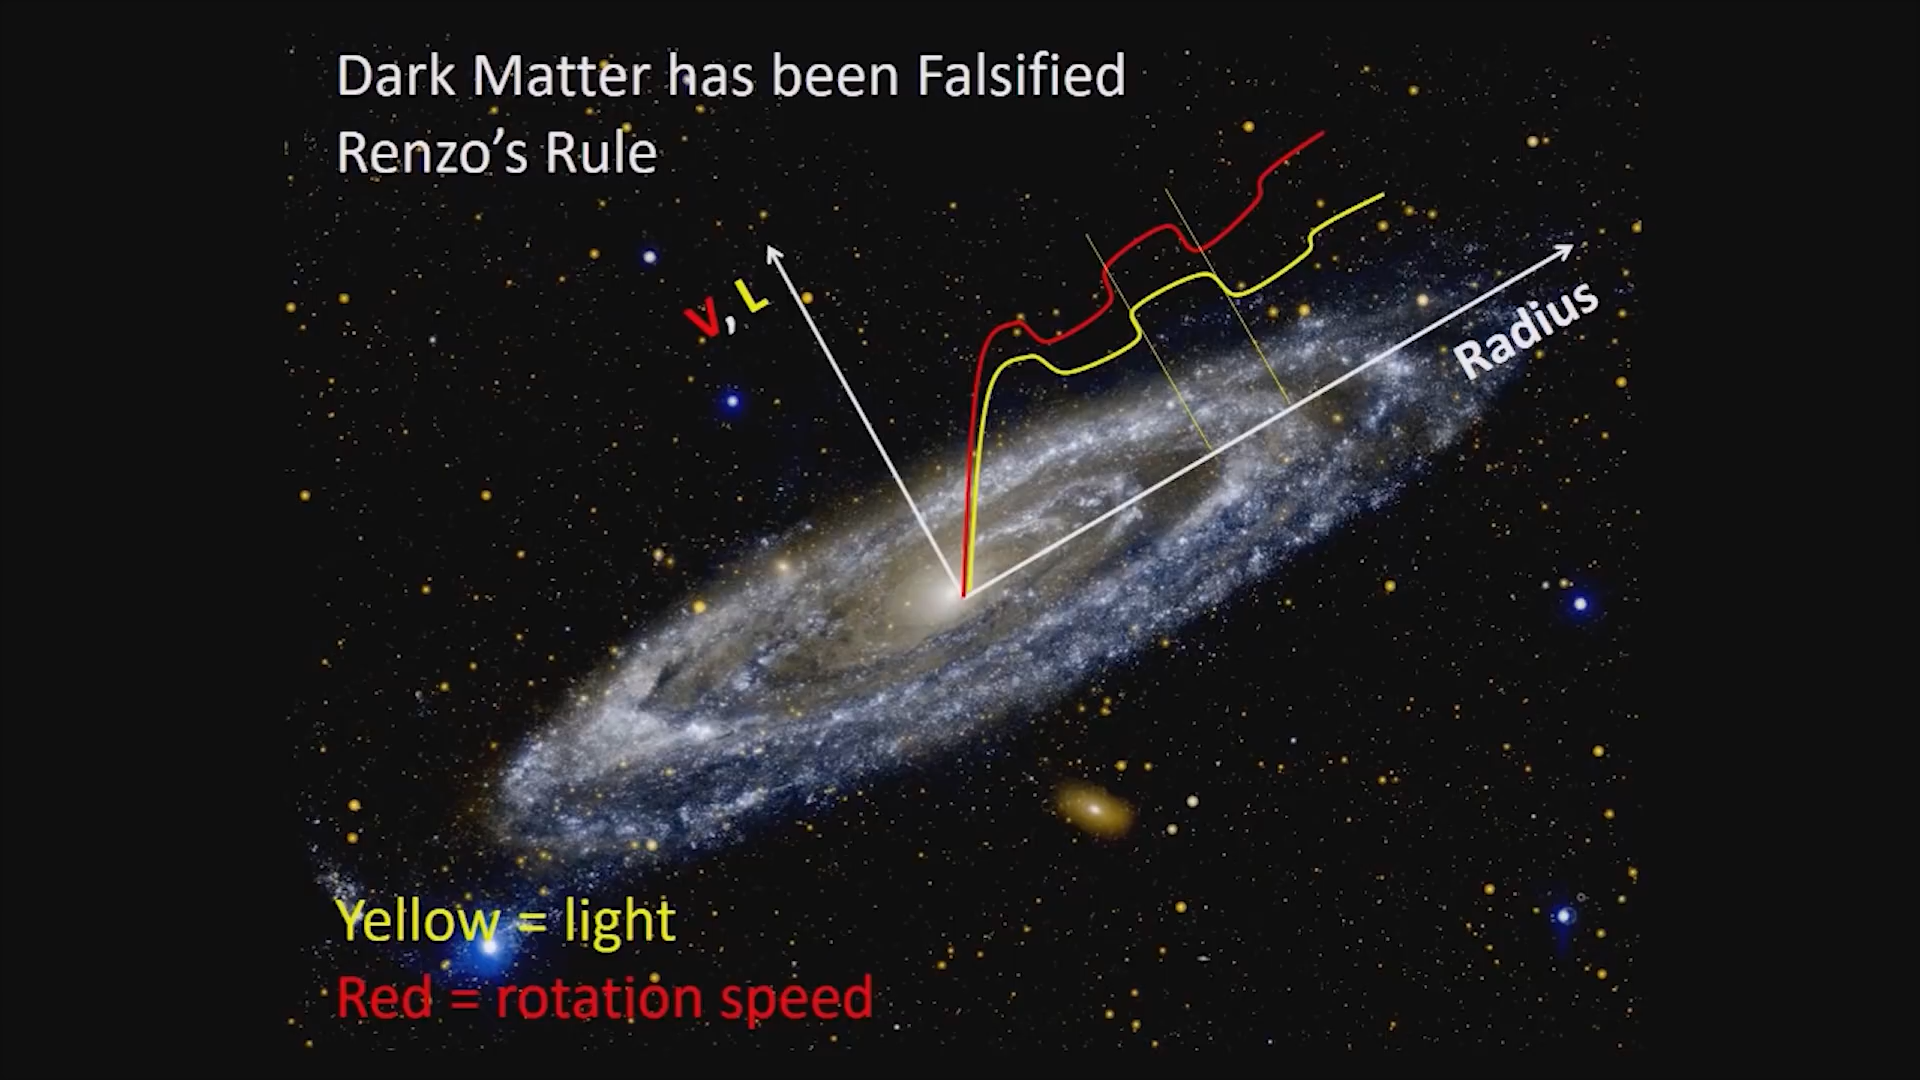 Dark Matter has been Falsified
Renzo's Rule
V, L
Radius
Yellow = light
Red = rotation speed